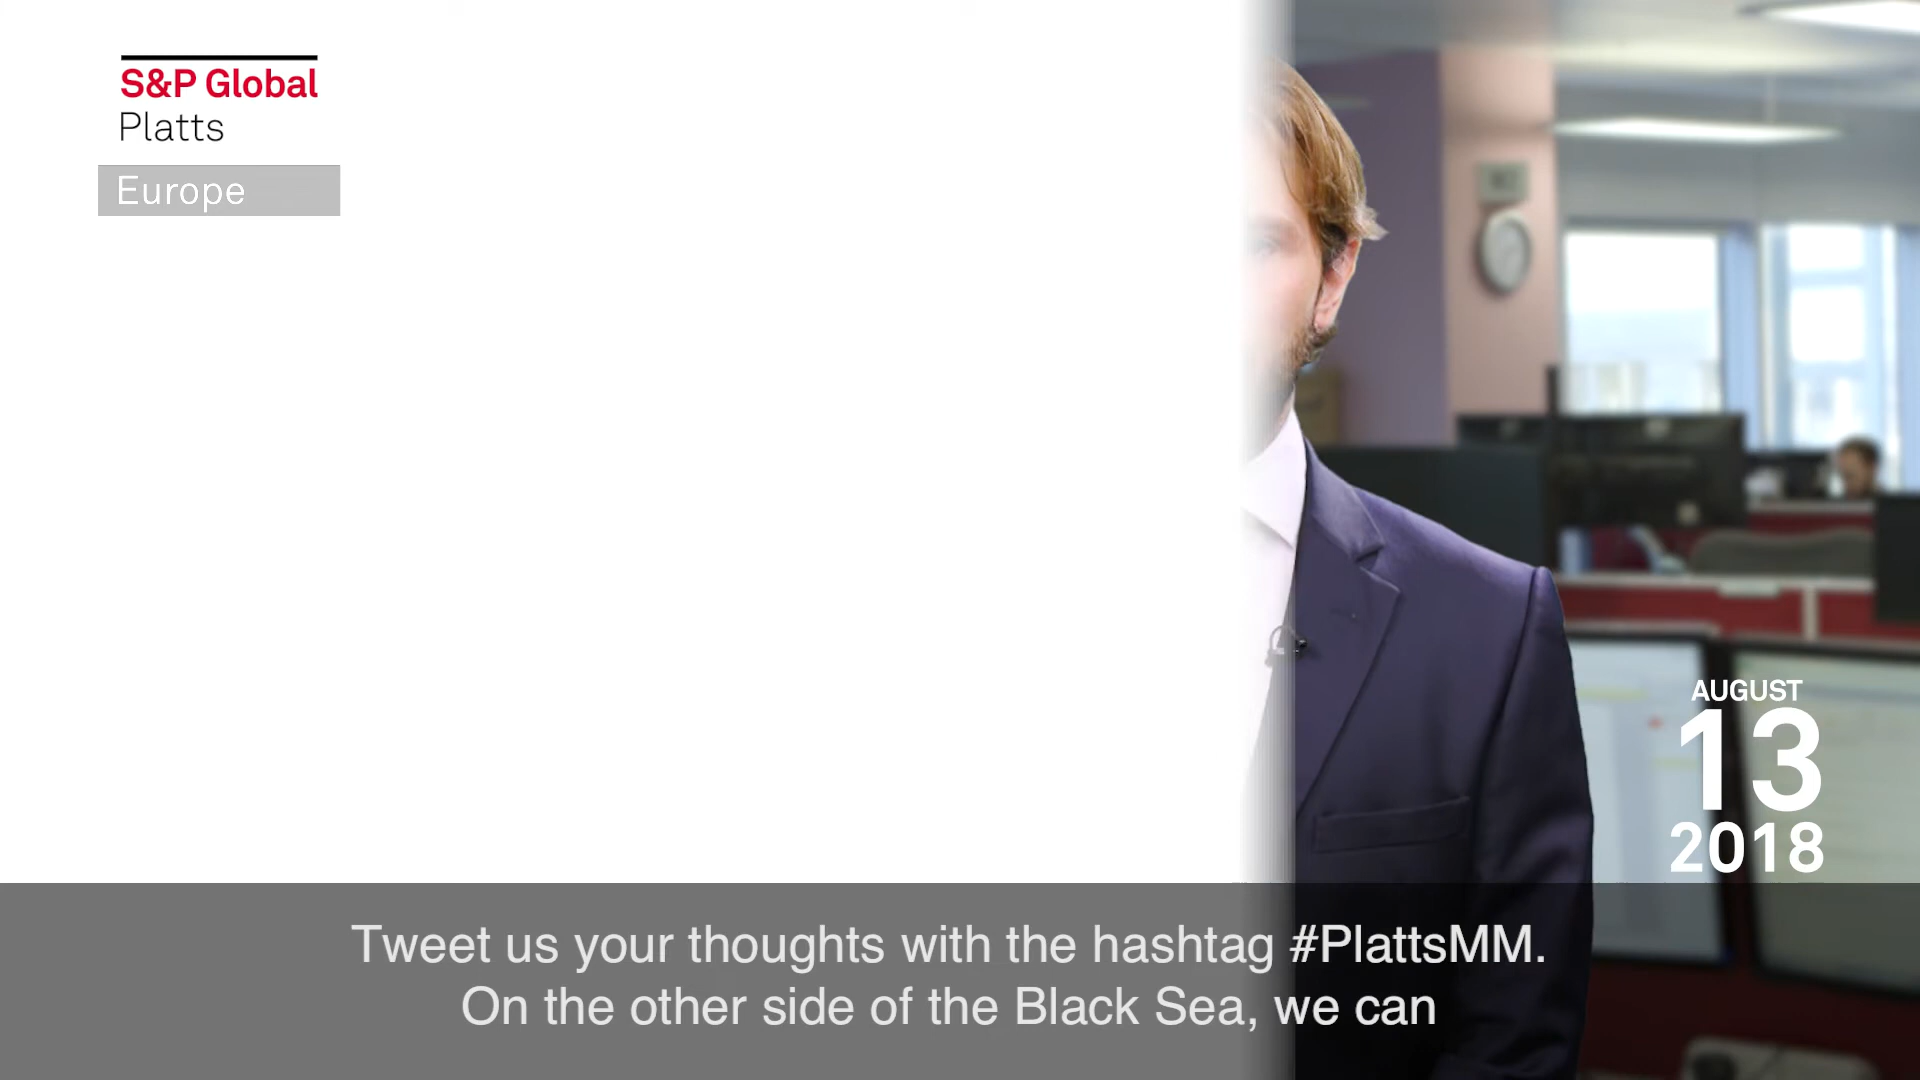 S&P Global
Platts
Europe
AUGUST
13
2018
Tweet us your thoughts with the hashtag #PlattsMM.
On the other side of the Black Sea, we can